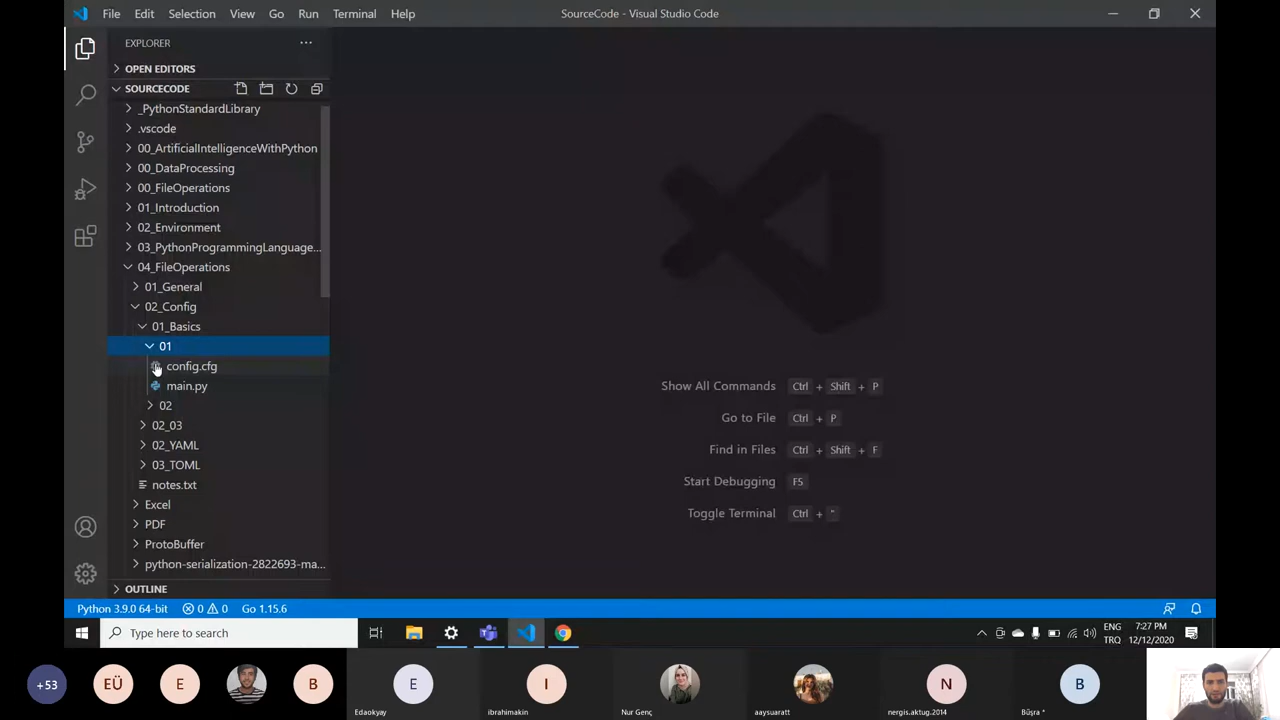 File Edit Selection View Go Run Terminal Help
SourceCode - Visual Studio Code
EXPLORER
OPEN EDITORS
SOURCECODE
_PythonStandardLibrary
.vscode
00_ArtificialIntelligenceWithPython
00_DataProcessing
00_FileOperations
01_Introduction
02_Environment
03_PythonProgrammingLanguage...
04_FileOperations
01_General
02_Config
01_Basics
01
config.cfg
main.py
02
02_03
02_YAML
03_TOML
notes.txt
Excel
PDF
ProtoBuffer
python-serialization-2822693-ma...
OUTLINE
Show All Commands Ctrl + Shift + P
Go to File Ctrl + P
Find in Files Ctrl + Shift + F
Start Debugging F5
Toggle Terminal Ctrl + "
Python 3.9.0 64-bit 0 0 Go 1.15.6
Type here to search
ENG
TRQ
7:27 PM
12/12/2020
+53 EÜ E B E I N B
Edaokyay ibrahimakin Nur Genç aaysuaratt nergis.aktug.2014 Büşra *